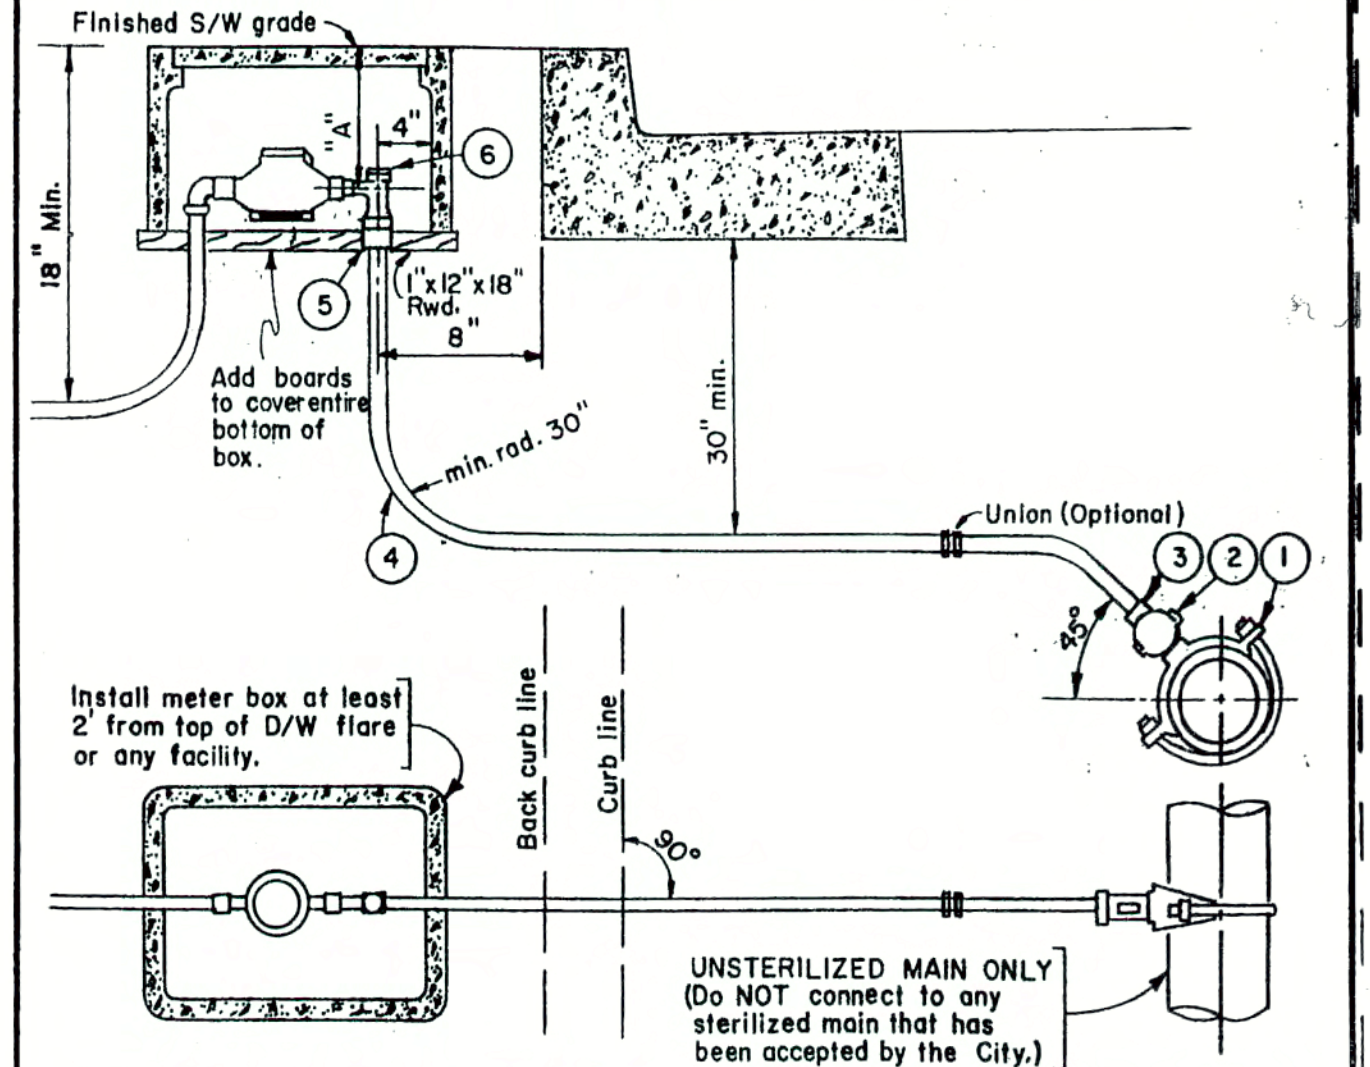 Finished S/W grade
"A"
4"
6
18" Min.
5
1"x12"x18"
Rwd.
8"
Add boards
to cover entire
bottom of
box.
min. rad. 30"
30" min.
4
Union (Optional)
3
2
1
45°
Install meter box at least
2' from top of D/W flare
or any facility.
Back curb line
Curb line
90°
UNSTERILIZED MAIN ONLY
(Do NOT connect to any
sterilized main that has
been accepted by the City.)